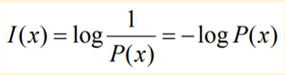 I(x) = log 1/P(x) = −log P(x)